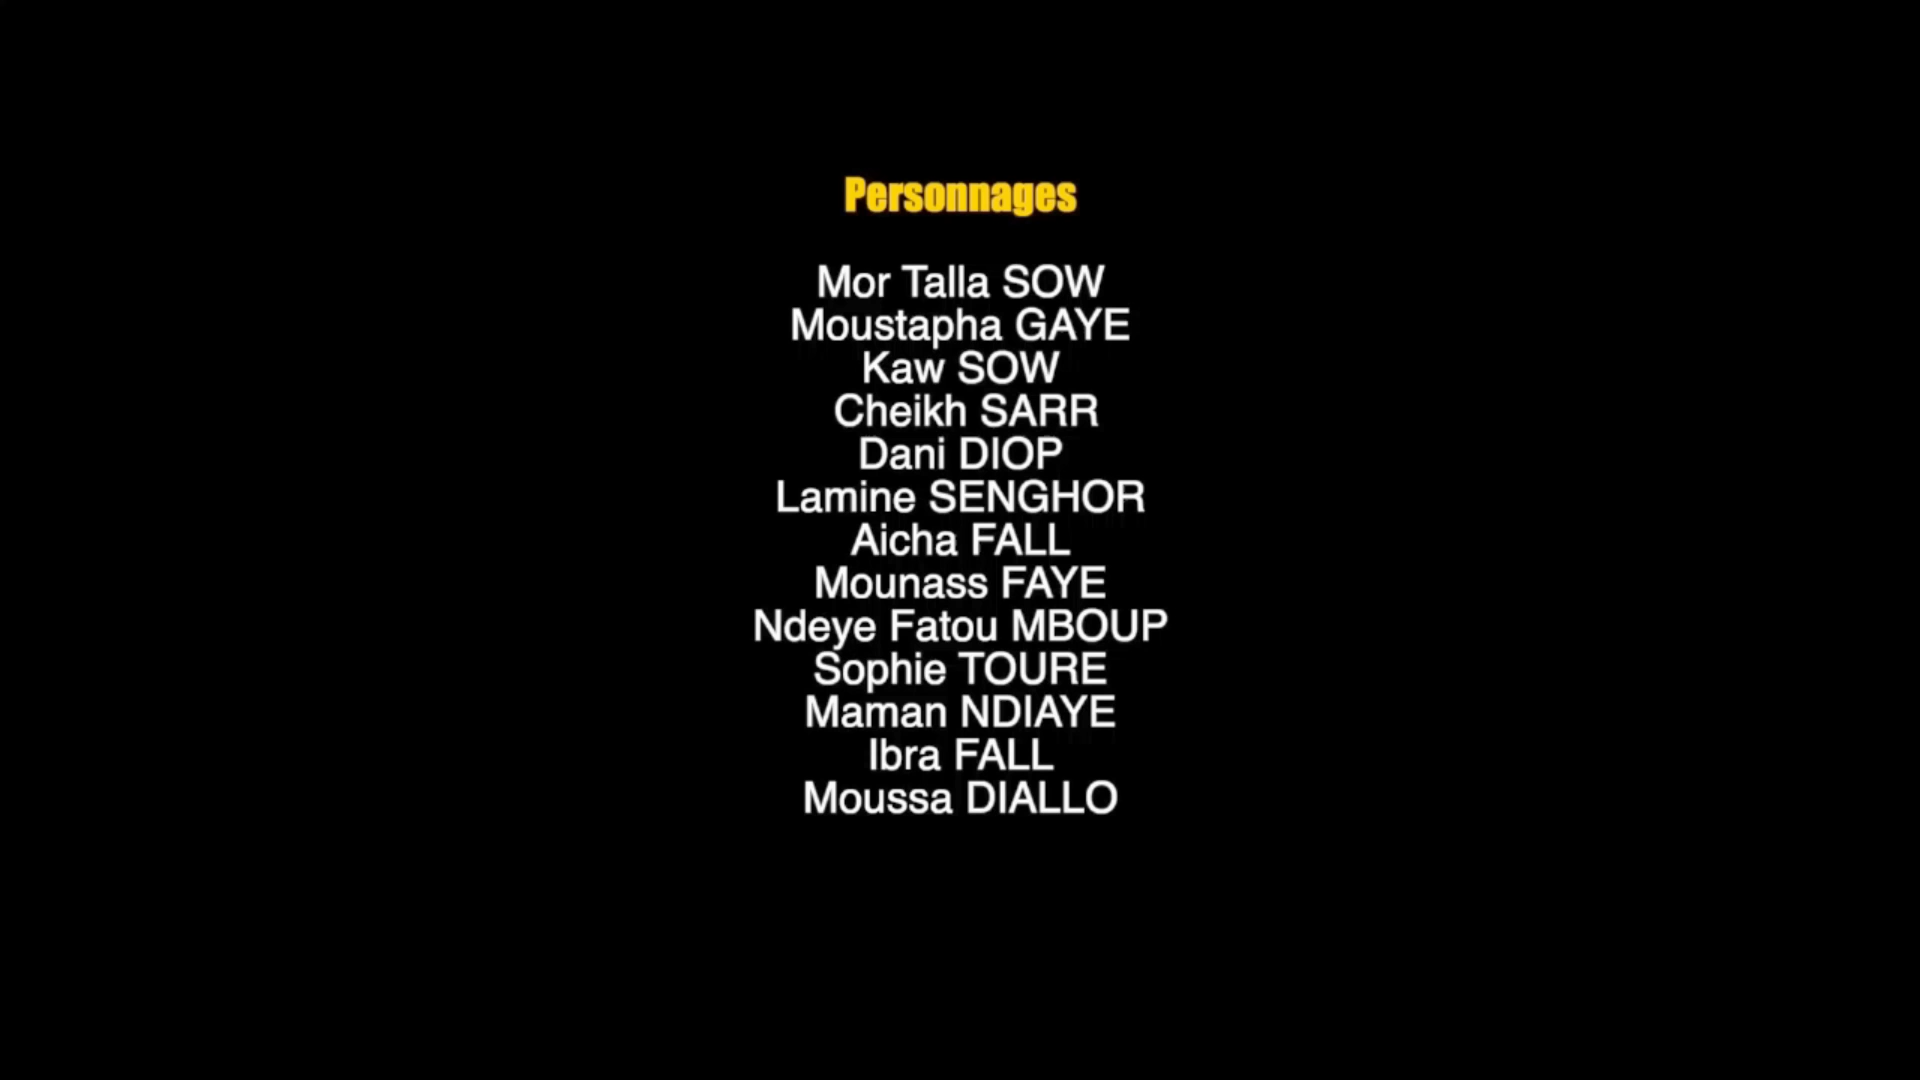 Personnages
Mor Talla SOW
Moustapha GAYE
Kaw SOW
Cheikh SARR
Dani DIOP
Lamine SENGHOR
Aicha FALL
Mounass FAYE
Ndeye Fatou MBOUP
Sophie TOURE
Maman NDIAYE
Ibra FALL
Moussa DIALLO